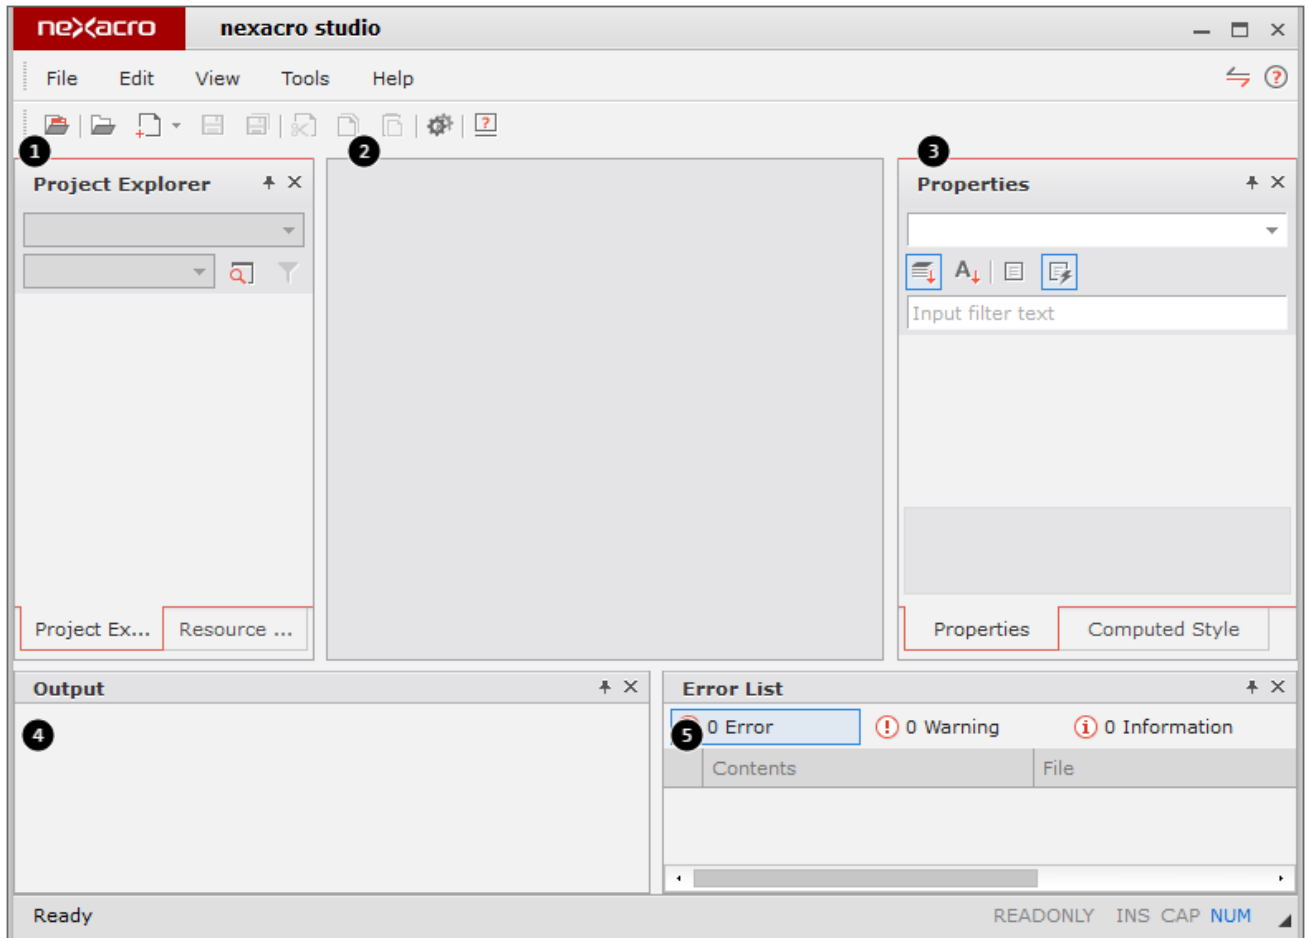 nexacro nexacro studio
File Edit View Tools Help
1 2 3
Project Explorer
Properties
Input filter text
Project Ex... Resource ...
Properties Computed Style
Output
Error List
4
5 0 Error 0 Warning 0 Information
Contents File
Ready READONLY INS CAP NUM